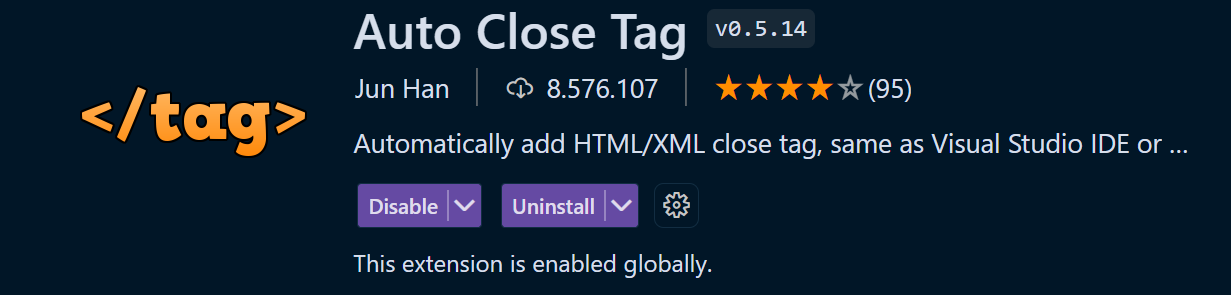 Auto Close Tag v0.5.14
</tag>
Jun Han 8.576.107 (95)
Automatically add HTML/XML close tag, same as Visual Studio IDE or ...
Disable Uninstall
This extension is enabled globally.